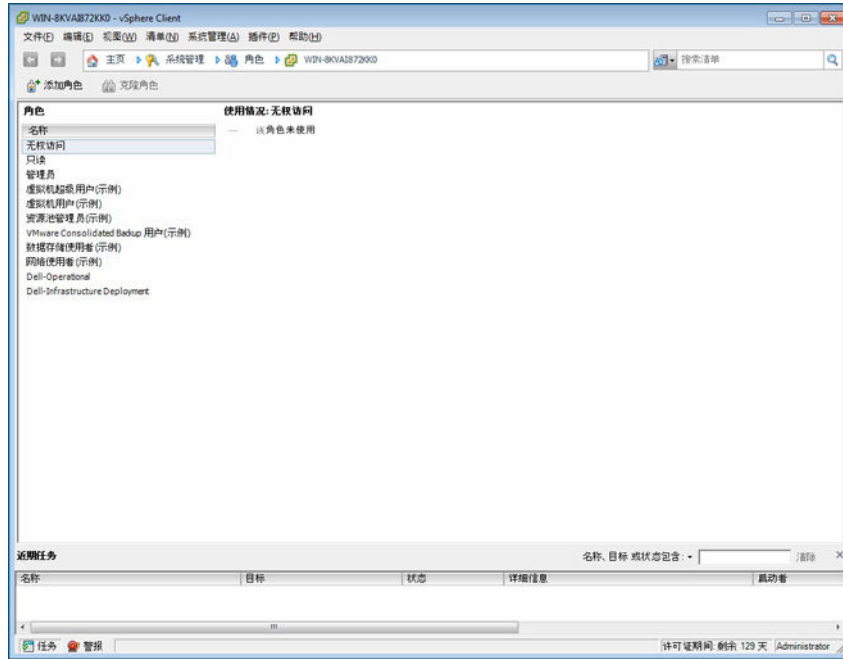 WIN-8KVAI872KK0 - vSphere Client
文件(F) 编辑(E) 视图(W) 清单(N) 系统管理(A) 插件(P) 帮助(H)
主页 系统管理 角色 WIN-8KVAI872KK0 搜索清单
添加角色 克隆角色
角色
名称
无权访问
只读
管理员
虚拟机超级用户(示例)
虚拟机用户(示例)
资源池管理员(示例)
VMware Consolidated Backup 用户(示例)
数据存储使用者(示例)
网络使用者(示例)
Dell-Operational
Dell-Infrastructure Deployment
使用情况:无权访问
该角色未使用
近期任务 名称、目标 或状态包含: 清除
名称 目标 状态 详细信息 启动者
任务 警报 许可证期间:剩余 129 天 Administrator